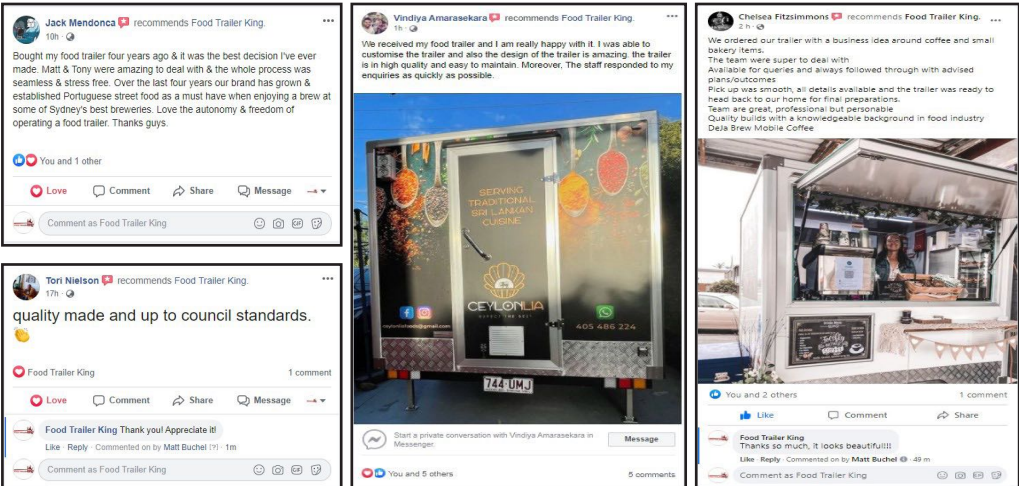 Jack Mendonca recommends Food Trailer King.
10h ·
Bought my food trailer four years ago & it was the best decision I've ever
made. Matt & Tony were amazing to deal with & the whole process was
seamless & stress free. Over the last four years our brand has grown &
established Portuguese street food as a must have when enjoying a brew at
some of Sydney's best breweries. Love the autonomy & freedom of
operating a food trailer. Thanks guys.
You and 1 other
Love Comment Share Message
Comment as Food Trailer King
GIF
Tori Nielson recommends Food Trailer King.
17h ·
quality made and up to council standards.
👏
Food Trailer King 1 comment
Love Comment Share Message
Food Trailer King Thank you! Appreciate it!
Like · Reply · Commented on by Matt Buchel [?] · 1m
Comment as Food Trailer King
GIF
Vindiya Amarasekara recommends Food Trailer King.
1h ·
We received my food trailer and I am really happy with it. I was able to
customise the trailer and also the design of the trailer is amazing. the trailer
is in high quality and easy to maintain. Moreover, The staff responded to my
enquiries as quickly as possible.
SERVING
TRADITIONAL
SRI LANKAN
CUISINE
CEYLONLIA
EXPECT THE BEST
ceylonliafoods@gmail.com
405 486 224
744·UMJ
Start a private conversation with Vindiya Amarasekara in
Messenger.
Message
You and 5 others 5 comments
Chelsea Fitzsimmons recommends Food Trailer King.
2 h ·
We ordered our trailer with a business idea around coffee and small
bakery items.
The team were super to deal with
Available for queries and always followed through with advised
plans/outcomes
Pick up was smooth, all details available and the trailer was ready to
head back to our home for final preparations.
Team are great, professional but personable
Quality builds with a knowledgeable background in food industry
DeJa Brew Mobile Coffee
You and 2 others 1 comment
Like Comment Share
Food Trailer King
Thanks so much, it looks beautiful!!!
Like · Reply · Commented on by Matt Buchel · 49 m
Comment as Food Trailer King
GIF